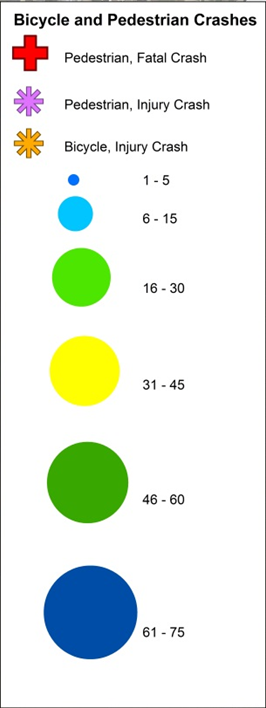 Bicycle and Pedestrian Crashes
Pedestrian, Fatal Crash
Pedestrian, Injury Crash
Bicycle, Injury Crash
1 - 5
6 - 15
16 - 30
31 - 45
46 - 60
61 - 75